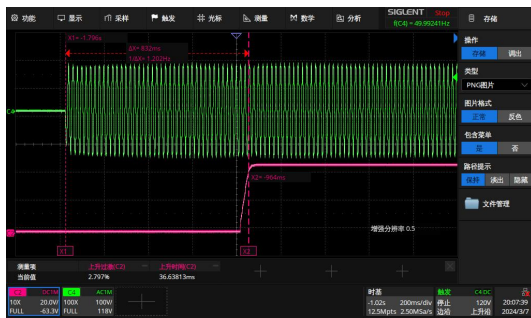 功能 显示 采样 触发 光标 测量 数学 分析 SIGLENT Stop
f(C4) = 49.99241Hz
存储
X1= -1.796s
ΔX= 832ms
1/ΔX= 1.202Hz
X2= -964ms
C4
C2
X1 X2
增强分辨率 0.5
操作
存储 调出
类型
PNG图片
图片格式
正常 反色
包含菜单
是 否
路径提示
保持 淡出 隐藏
文件管理
测量项 上升过激(C2) 上升时间(C2)
当前值 2.797% 36.63813ms
C2 DC1M C4 AC1M
10X 20.0V/ 100X 100V/
FULL -63.3V FULL 118V
时基 触发 C4 DC
-1.02s 200ms/div 停止 120V
12.5Mpts 2.50MSa/s 边沿 上升沿
20:07:39
2024/3/7